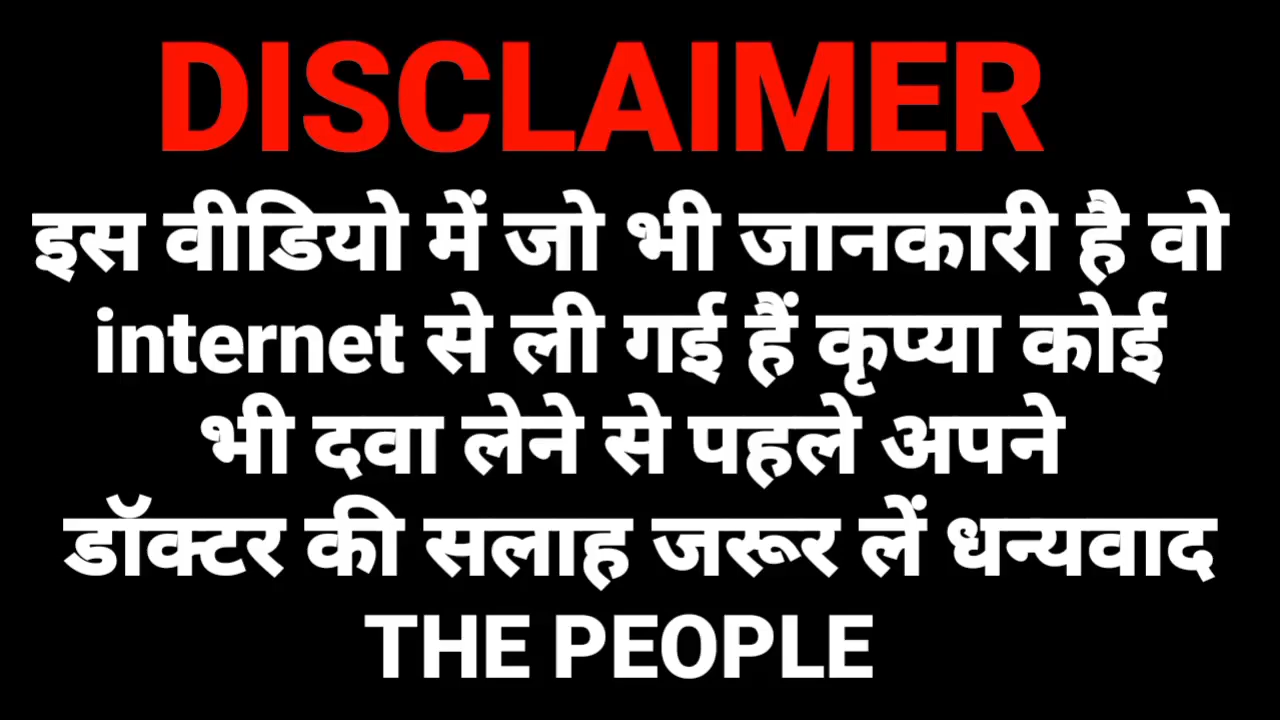 DISCLAIMER
इस वीडियो में जो भी जानकारी है वो
internet से ली गई हैं कृप्या कोई
भी दवा लेने से पहले अपने
डॉक्टर की सलाह जरूर लें धन्यवाद
THE PEOPLE